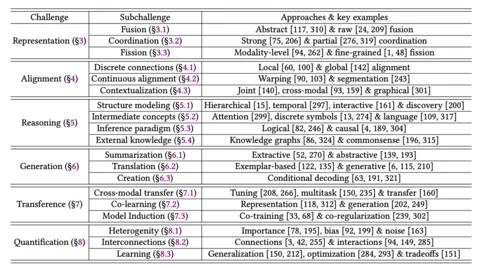 Challenge Subchallenge Approaches & key examples
Fusion (§3.1) Abstract [117, 310] & raw [24, 209] fusion
Representation (§3) Coordination (§3.2) Strong [75, 206] & partial [276, 319] coordination
Fission (§3.3) Modality-level [94, 262] & fine-grained [1, 48] fission
Discrete connections (§4.1) Local [60, 100] & global [142] alignment
Alignment (§4) Continuous alignment (§4.2) Warping [90, 103] & segmentation [243]
Contextualization (§4.3) Joint [140], cross-modal [93, 159] & graphical [301]
Structure modeling (§5.1) Hierarchical [15], temporal [297], interactive [161] & discovery [200]
Reasoning (§5) Intermediate concepts (§5.2) Attention [299], discrete symbols [13, 274] & language [109, 317]
Inference paradigm (§5.3) Logical [82, 246] & causal [4, 189, 304]
External knowledge (§5.4) Knowledge graphs [86, 324] & commonsense [196, 315]
Summarization (§6.1) Extractive [52, 270] & abstractive [139, 193]
Generation (§6) Translation (§6.2) Exemplar-based [122, 135] & generative [6, 115, 210]
Creation (§6.3) Conditional decoding [63, 191, 321]
Cross-modal transfer (§7.1) Tuning [208, 266], multitask [150, 235] & transfer [160]
Transference (§7) Co-learning (§7.2) Representation [118, 312] & generation [202, 249]
Model Induction (§7.3) Co-training [33, 68] & co-regularization [239, 302]
Heterogenity (§8.1) Importance [78, 195], bias [92, 199] & noise [163]
Quantification (§8) Interconnections (§8.2) Connections [3, 42, 255] & interactions [94, 149, 285]
Learning (§8.3) Generalization [150, 212], optimization [284, 293] & tradeoffs [151]